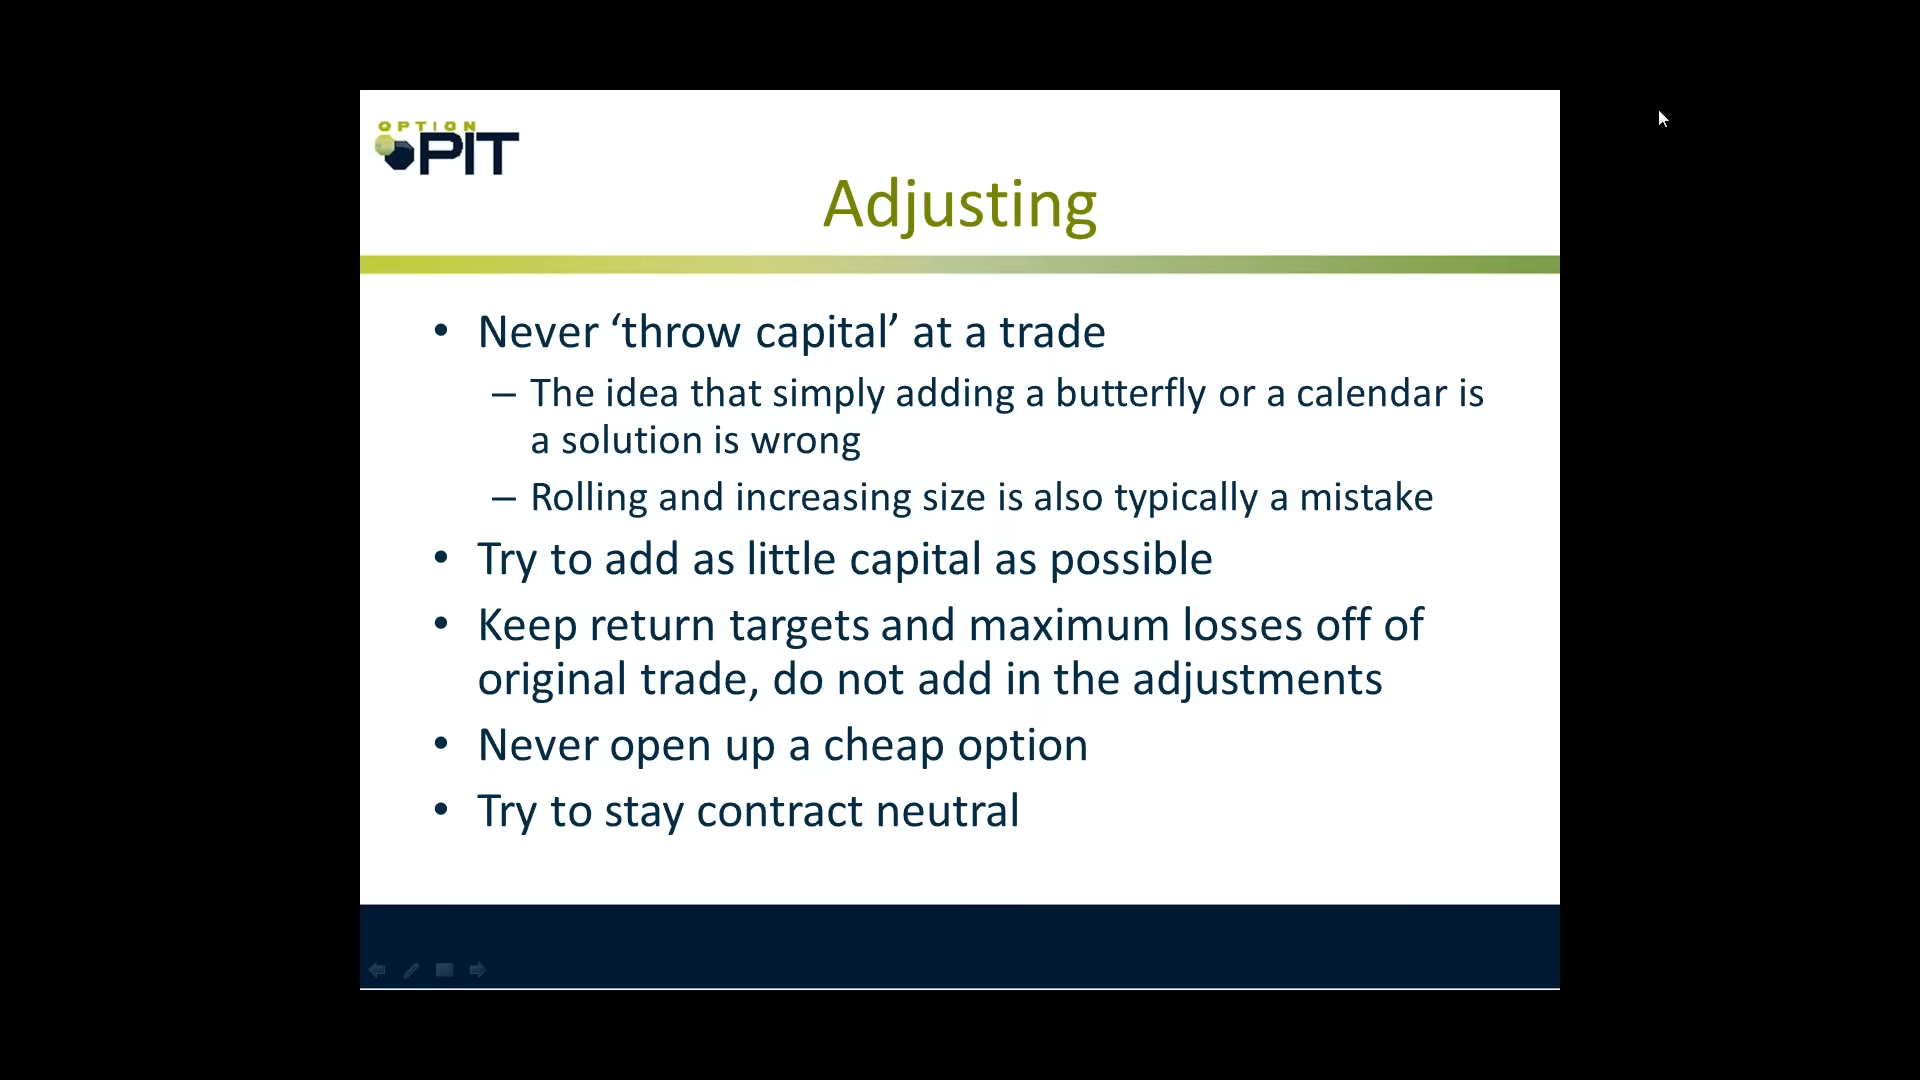 OPTION
PIT
Adjusting
• Never ‘throw capital’ at a trade
– The idea that simply adding a butterfly or a calendar is
a solution is wrong
– Rolling and increasing size is also typically a mistake
• Try to add as little capital as possible
• Keep return targets and maximum losses off of
original trade, do not add in the adjustments
• Never open up a cheap option
• Try to stay contract neutral